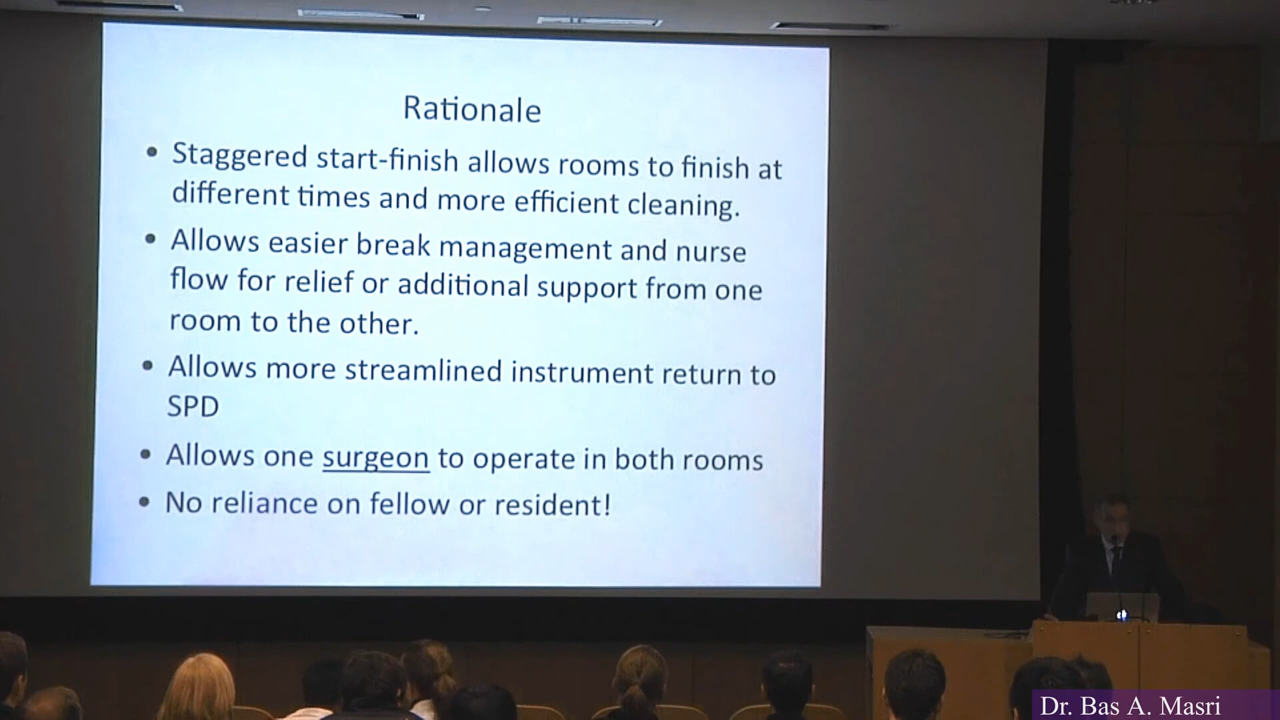 Rationale
• Staggered start-finish allows rooms to finish at
different times and more efficient cleaning.
• Allows easier break management and nurse
flow for relief or additional support from one
room to the other.
• Allows more streamlined instrument return to
SPD
• Allows one surgeon to operate in both rooms
• No reliance on fellow or resident!
Dr. Bas A. Masri